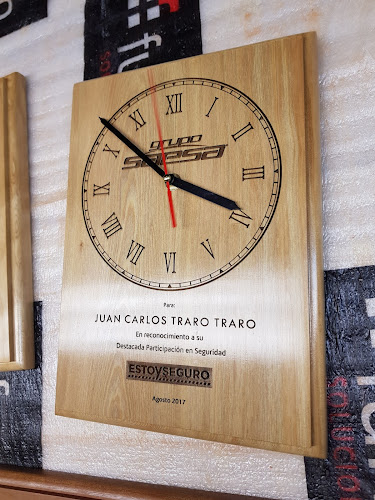 XII
I
II
III
IIII
V
VI
VII
VIII
IX
X
XI
grupo
salesa
Para:
JUAN CARLOS TRARO TRARO
En reconocimiento a su
Destacada Participación en Seguridad
ESTOYSEGURO
Agosto 2017